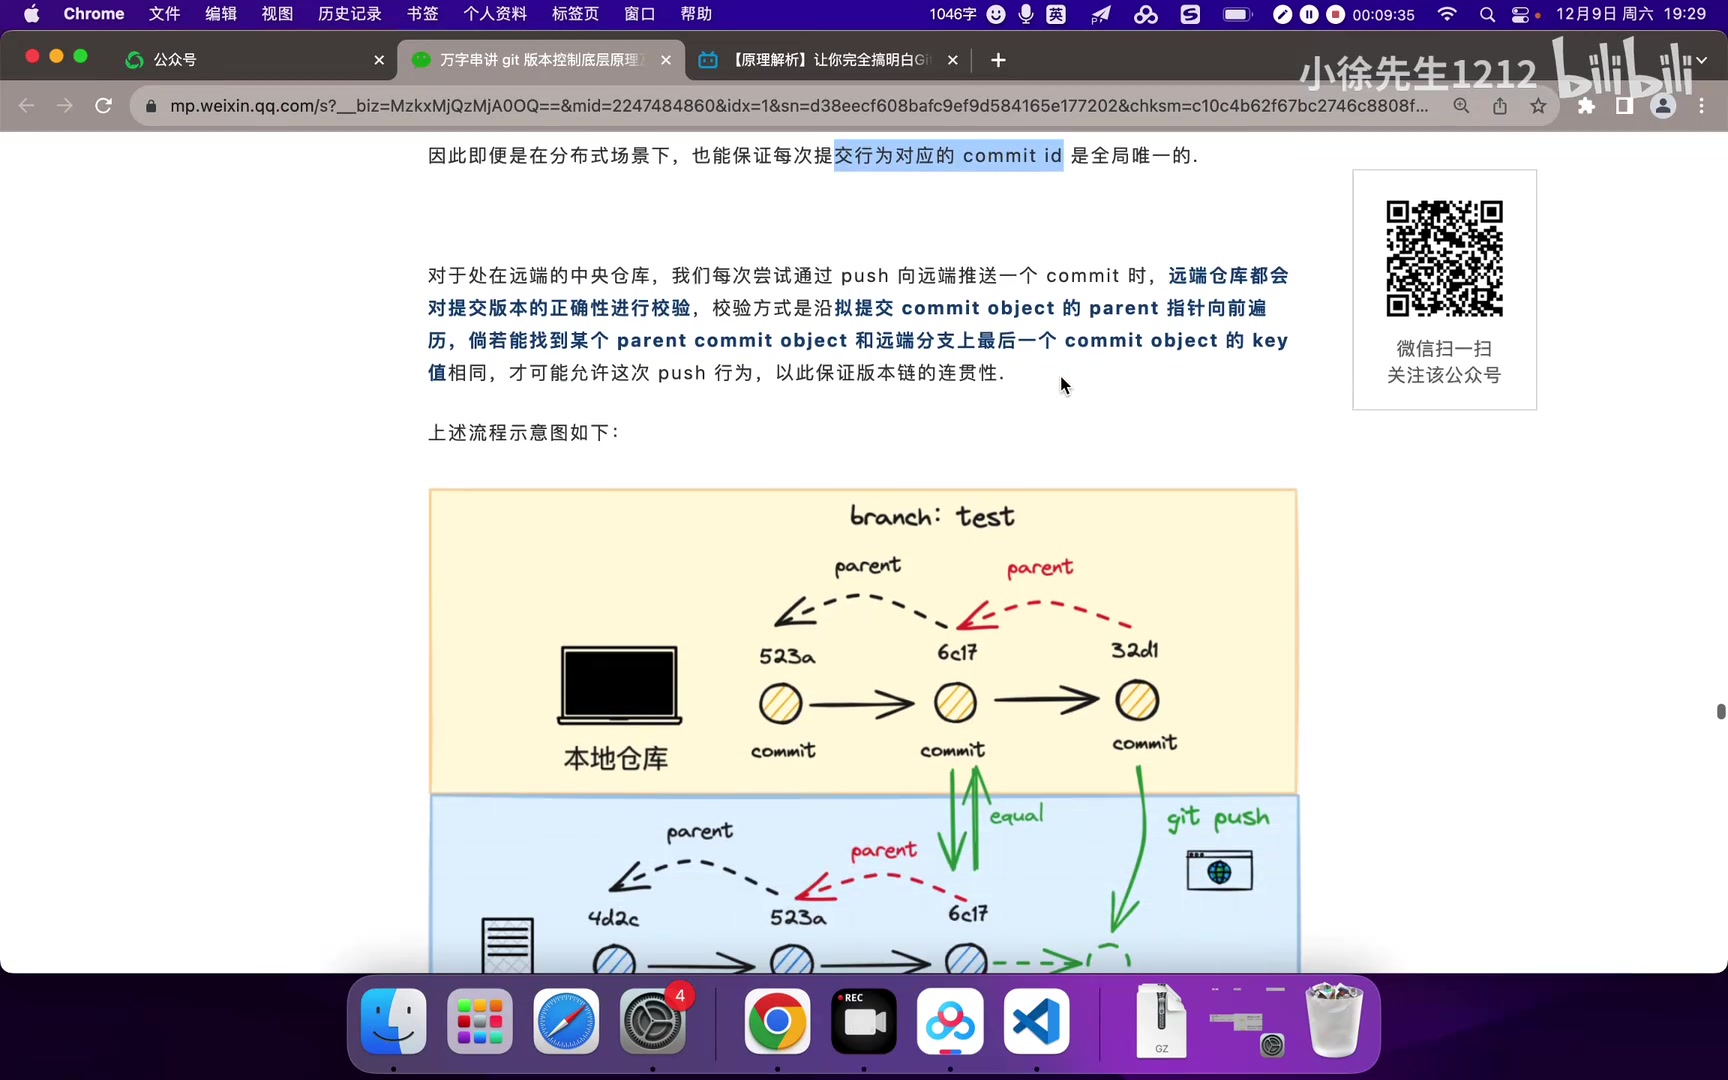 Chrome 文件 编辑 视图 历史记录 书签 个人资料 标签页 窗口 帮助 1046字 英 00:09:35 12月9日 周六 19:29
公众号 万字串讲 git 版本控制底层原理 【原理解析】让你完全搞明白Gi
小徐先生1212 bilibili
mp.weixin.qq.com/s?__biz=MzkxMjQzMjA0OQ==&mid=2247484860&idx=1&sn=d38eecf608bafc9ef9d584165e177202&chksm=c10c4b62f67bc2746c8808f...
因此即便是在分布式场景下，也能保证每次提交行为对应的 commit id 是全局唯一的.
对于处在远端的中央仓库，我们每次尝试通过 push 向远端推送一个 commit 时，远端仓库都会
对提交版本的正确性进行校验，校验方式是沿拟提交 commit object 的 parent 指针向前遍
历，倘若能找到某个 parent commit object 和远端分支上最后一个 commit object 的 key
值相同，才可能允许这次 push 行为，以此保证版本链的连贯性.
微信扫一扫
关注该公众号
上述流程示意图如下：
branch: test
parent parent
523a 6c17 32d1
本地仓库
commit commit commit
equal git push
parent parent
4d2c 523a 6c17
4
REC
GZ